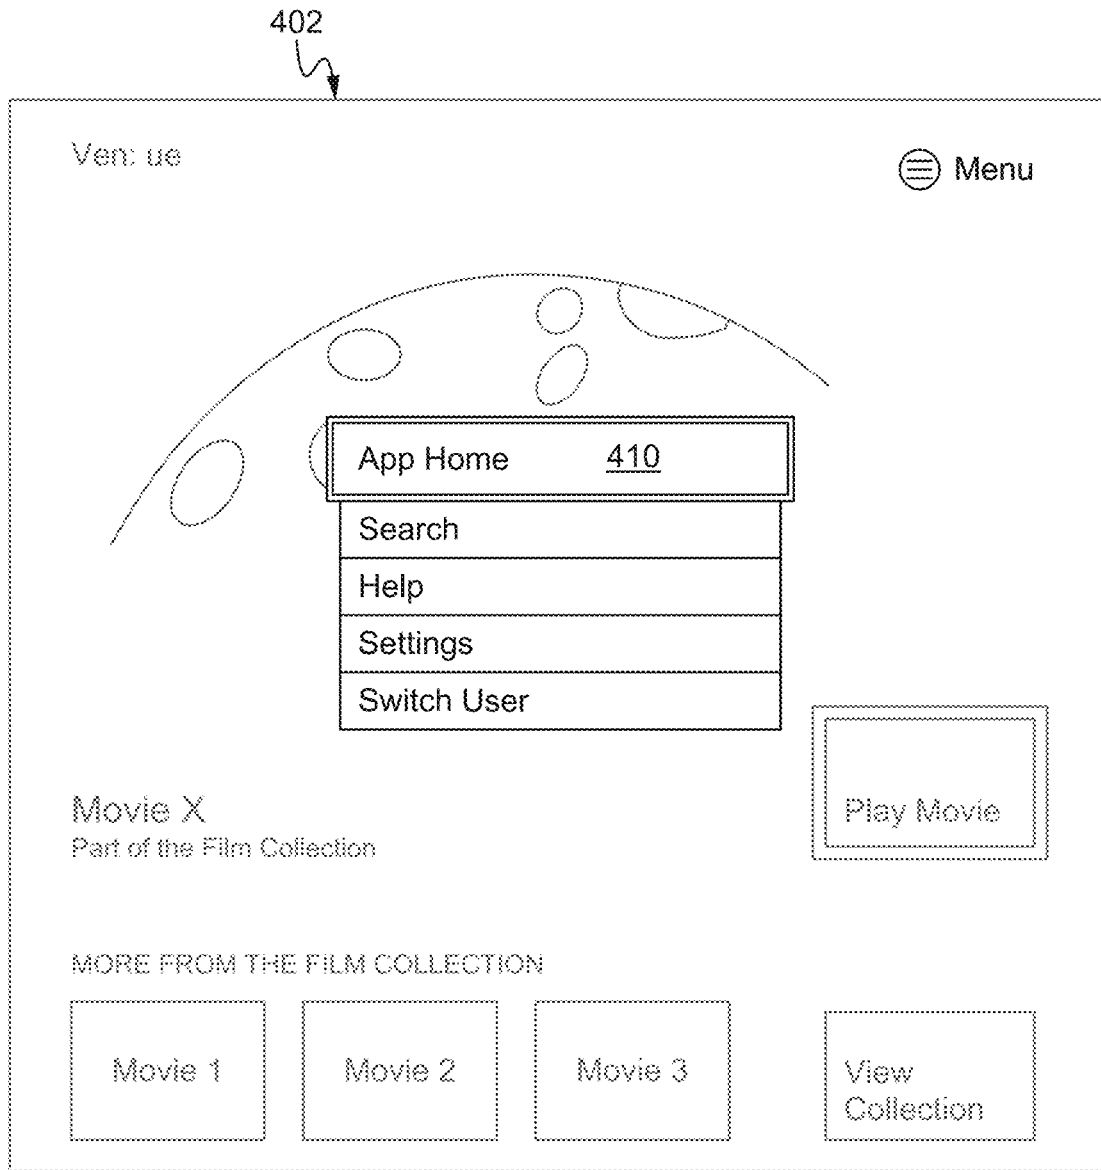 402
Ven: ue
Menu
App Home 410
Search
Help
Settings
Switch User
Movie X
Part of the Film Collection
Play Movie
MORE FROM THE FILM COLLECTION
Movie 1
Movie 2
Movie 3
View
Collection